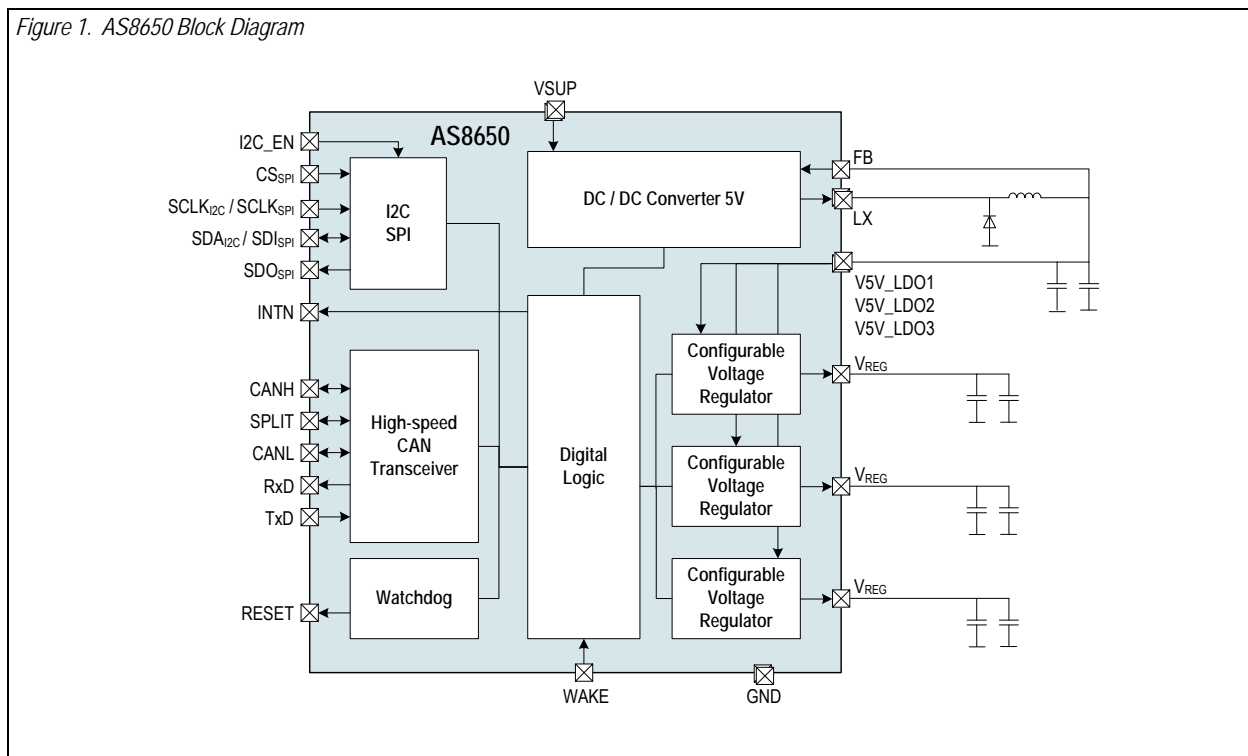 Figure 1. AS8650 Block Diagram
VSUP
AS8650
I2C_EN
CSSPI
SCLKI2C / SCLKSPI
SDAI2C / SDISPI
SDOSPI
INTN
I2C
SPI
DC / DC Converter 5V
FB
LX
V5V_LDO1
V5V_LDO2
V5V_LDO3
CANH
SPLIT
CANL
RxD
TxD
High-speed
CAN
Transceiver
Digital
Logic
Configurable
Voltage
Regulator
VREG
Configurable
Voltage
Regulator
VREG
Configurable
Voltage
Regulator
VREG
RESET
Watchdog
WAKE
GND